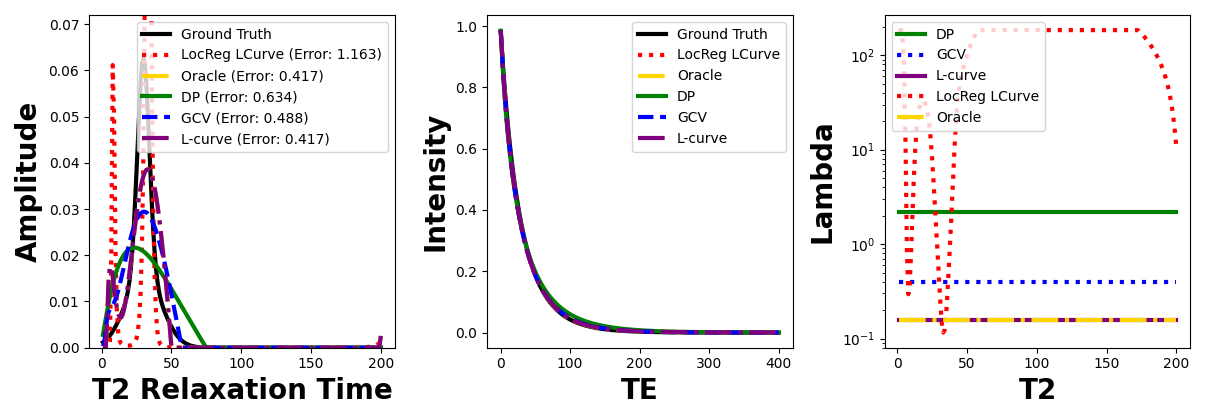 Amplitude
0.07
0.06
0.05
0.04
0.03
0.02
0.01
0.00
Ground Truth
LocReg LCurve (Error: 1.163)
Oracle (Error: 0.417)
DP (Error: 0.634)
GCV (Error: 0.488)
L-curve (Error: 0.417)
0
50
100
150
200
T2 Relaxation Time
Intensity
1.0
0.8
0.6
0.4
0.2
0.0
Ground Truth
LocReg LCurve
Oracle
DP
GCV
L-curve
0
100
200
300
400
TE
Lambda
10²
10¹
10⁰
10⁻¹
DP
GCV
L-curve
LocReg LCurve
Oracle
0
50
100
150
200
T2